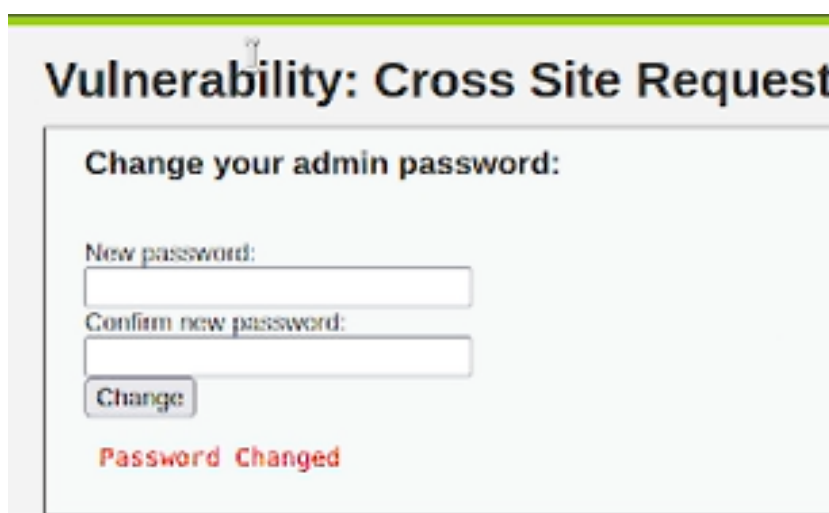 Vulnerability: Cross Site Request
Change your admin password:
New password:
Confirm new password:
Change
Password Changed